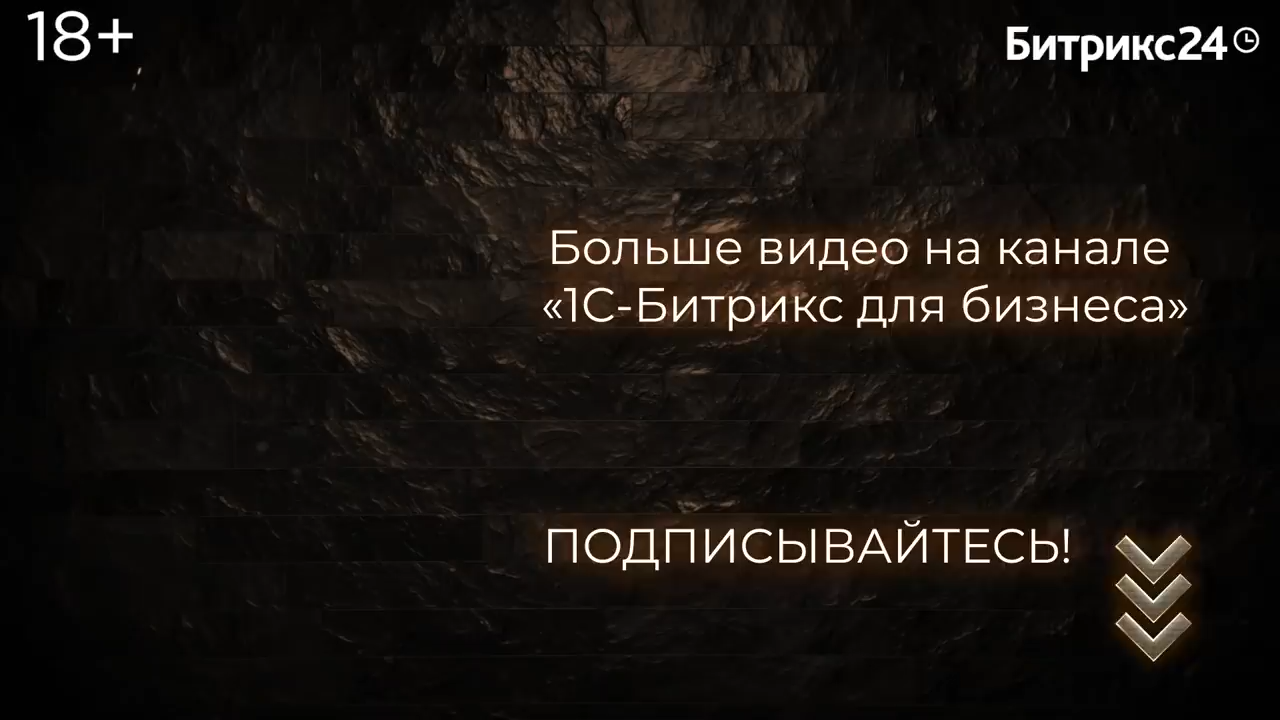 18+
Битрикс24
Больше видео на канале
«1С-Битрикс для бизнеса»
ПОДПИСЫВАЙТЕСЬ!